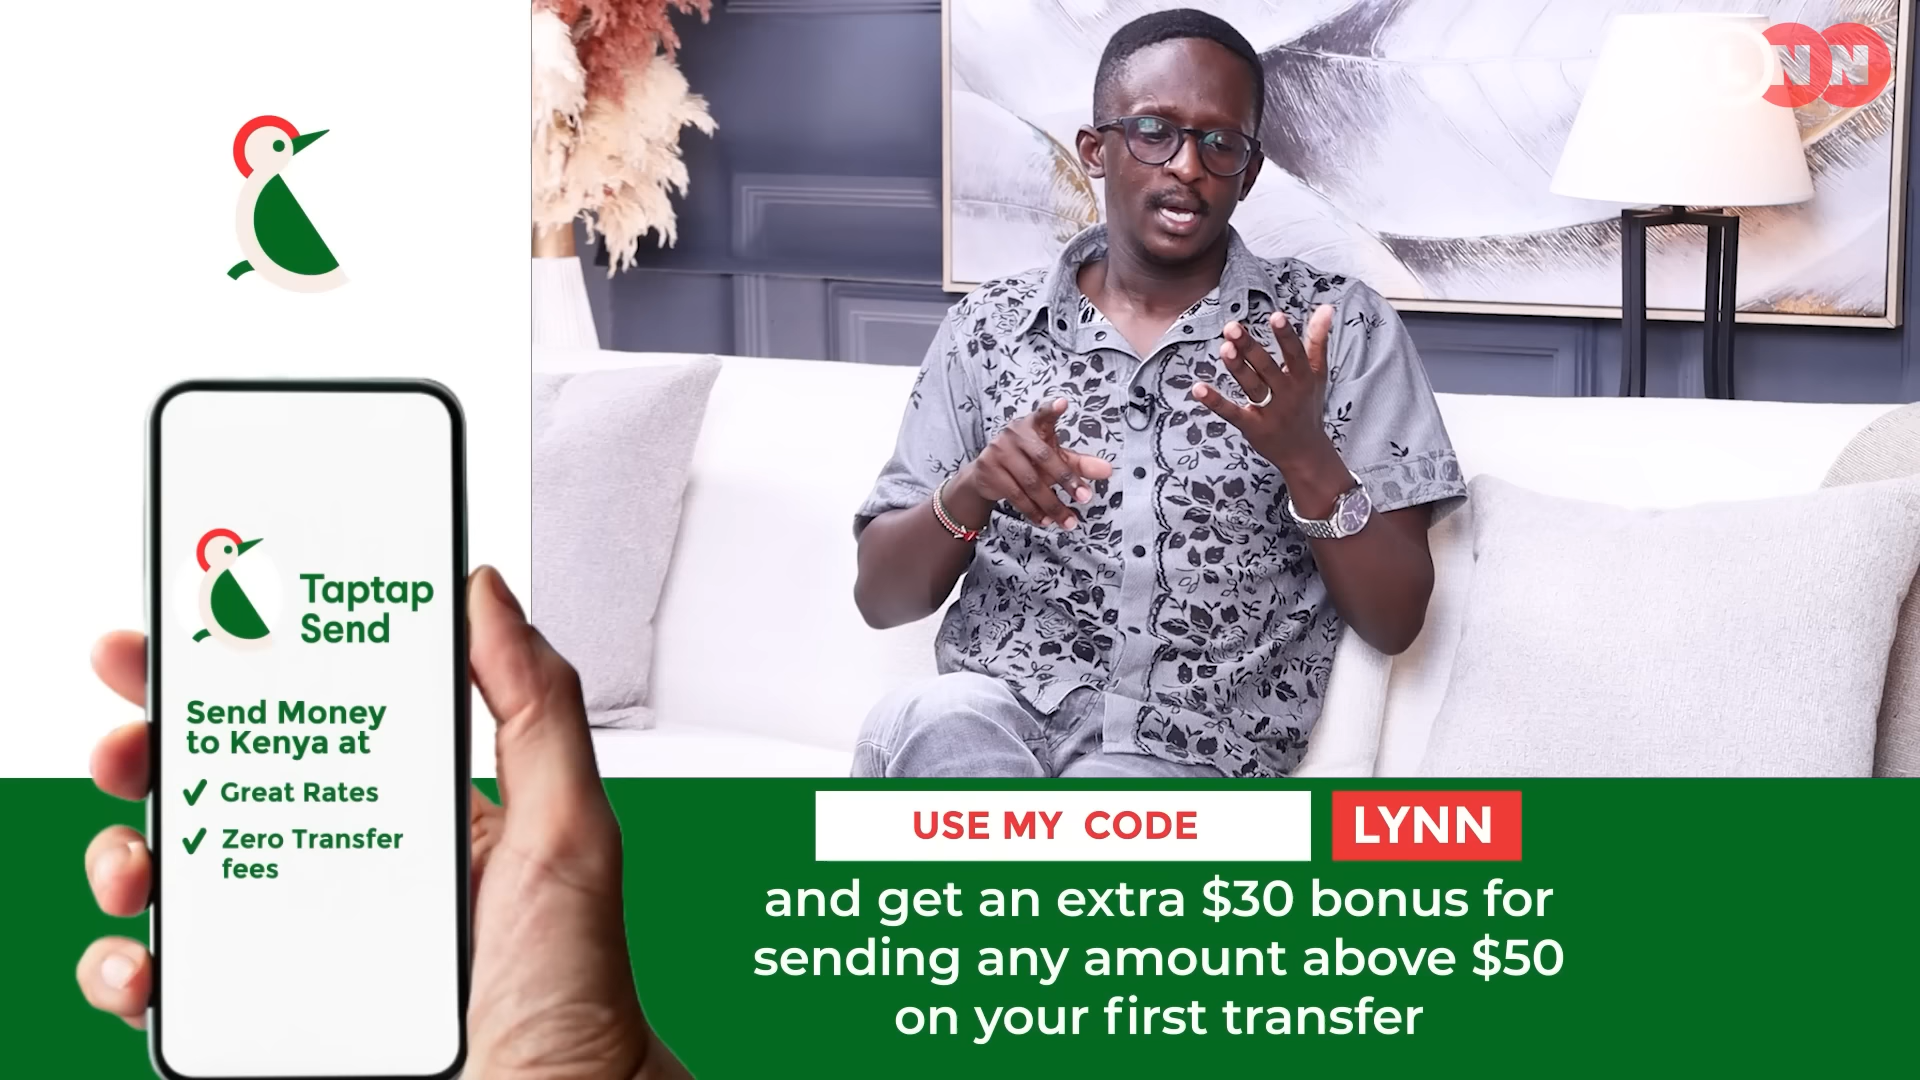 NN
Taptap
Send
Send Money
to Kenya at
✓ Great Rates
✓ Zero Transfer
fees
USE MY CODE LYNN
and get an extra $30 bonus for
sending any amount above $50
on your first transfer